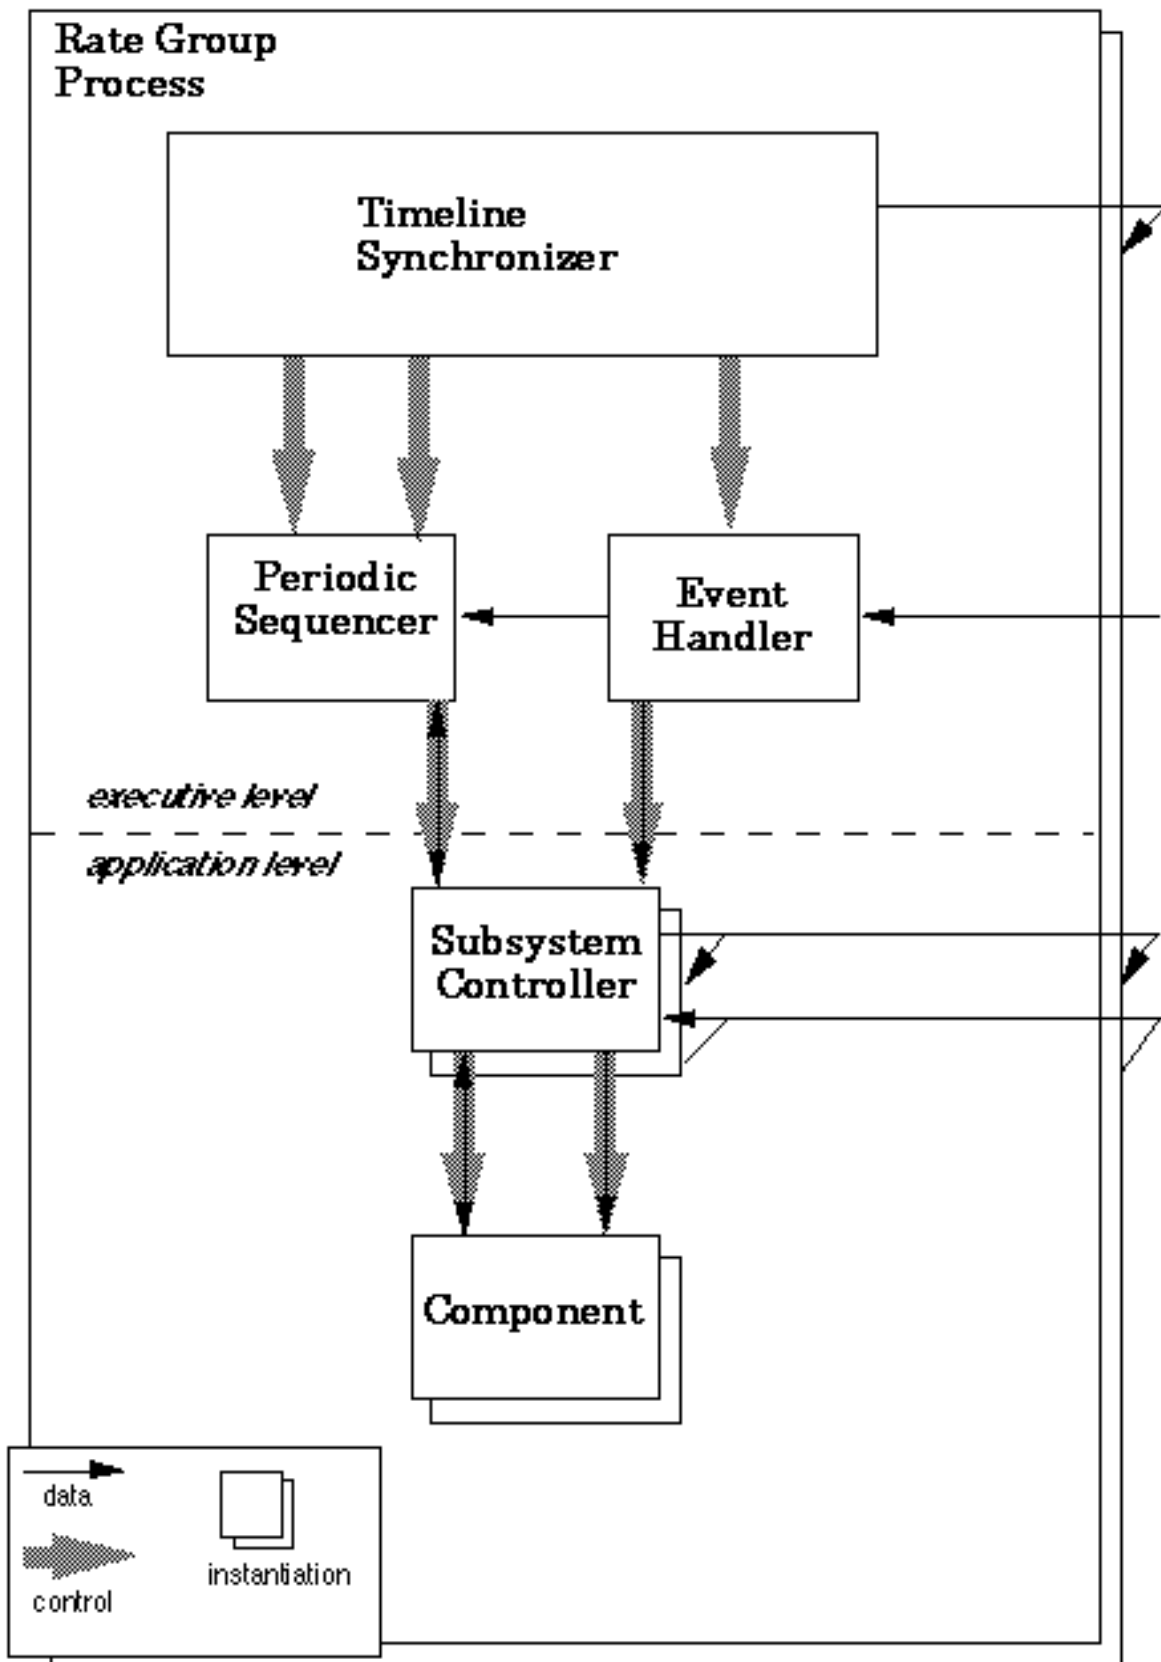 Rate Group
Process
Timeline
Synchronizer
Periodic
Sequencer
Event
Handler
executive level
application level
Subsystem
Controller
Component
data
instantiation
control